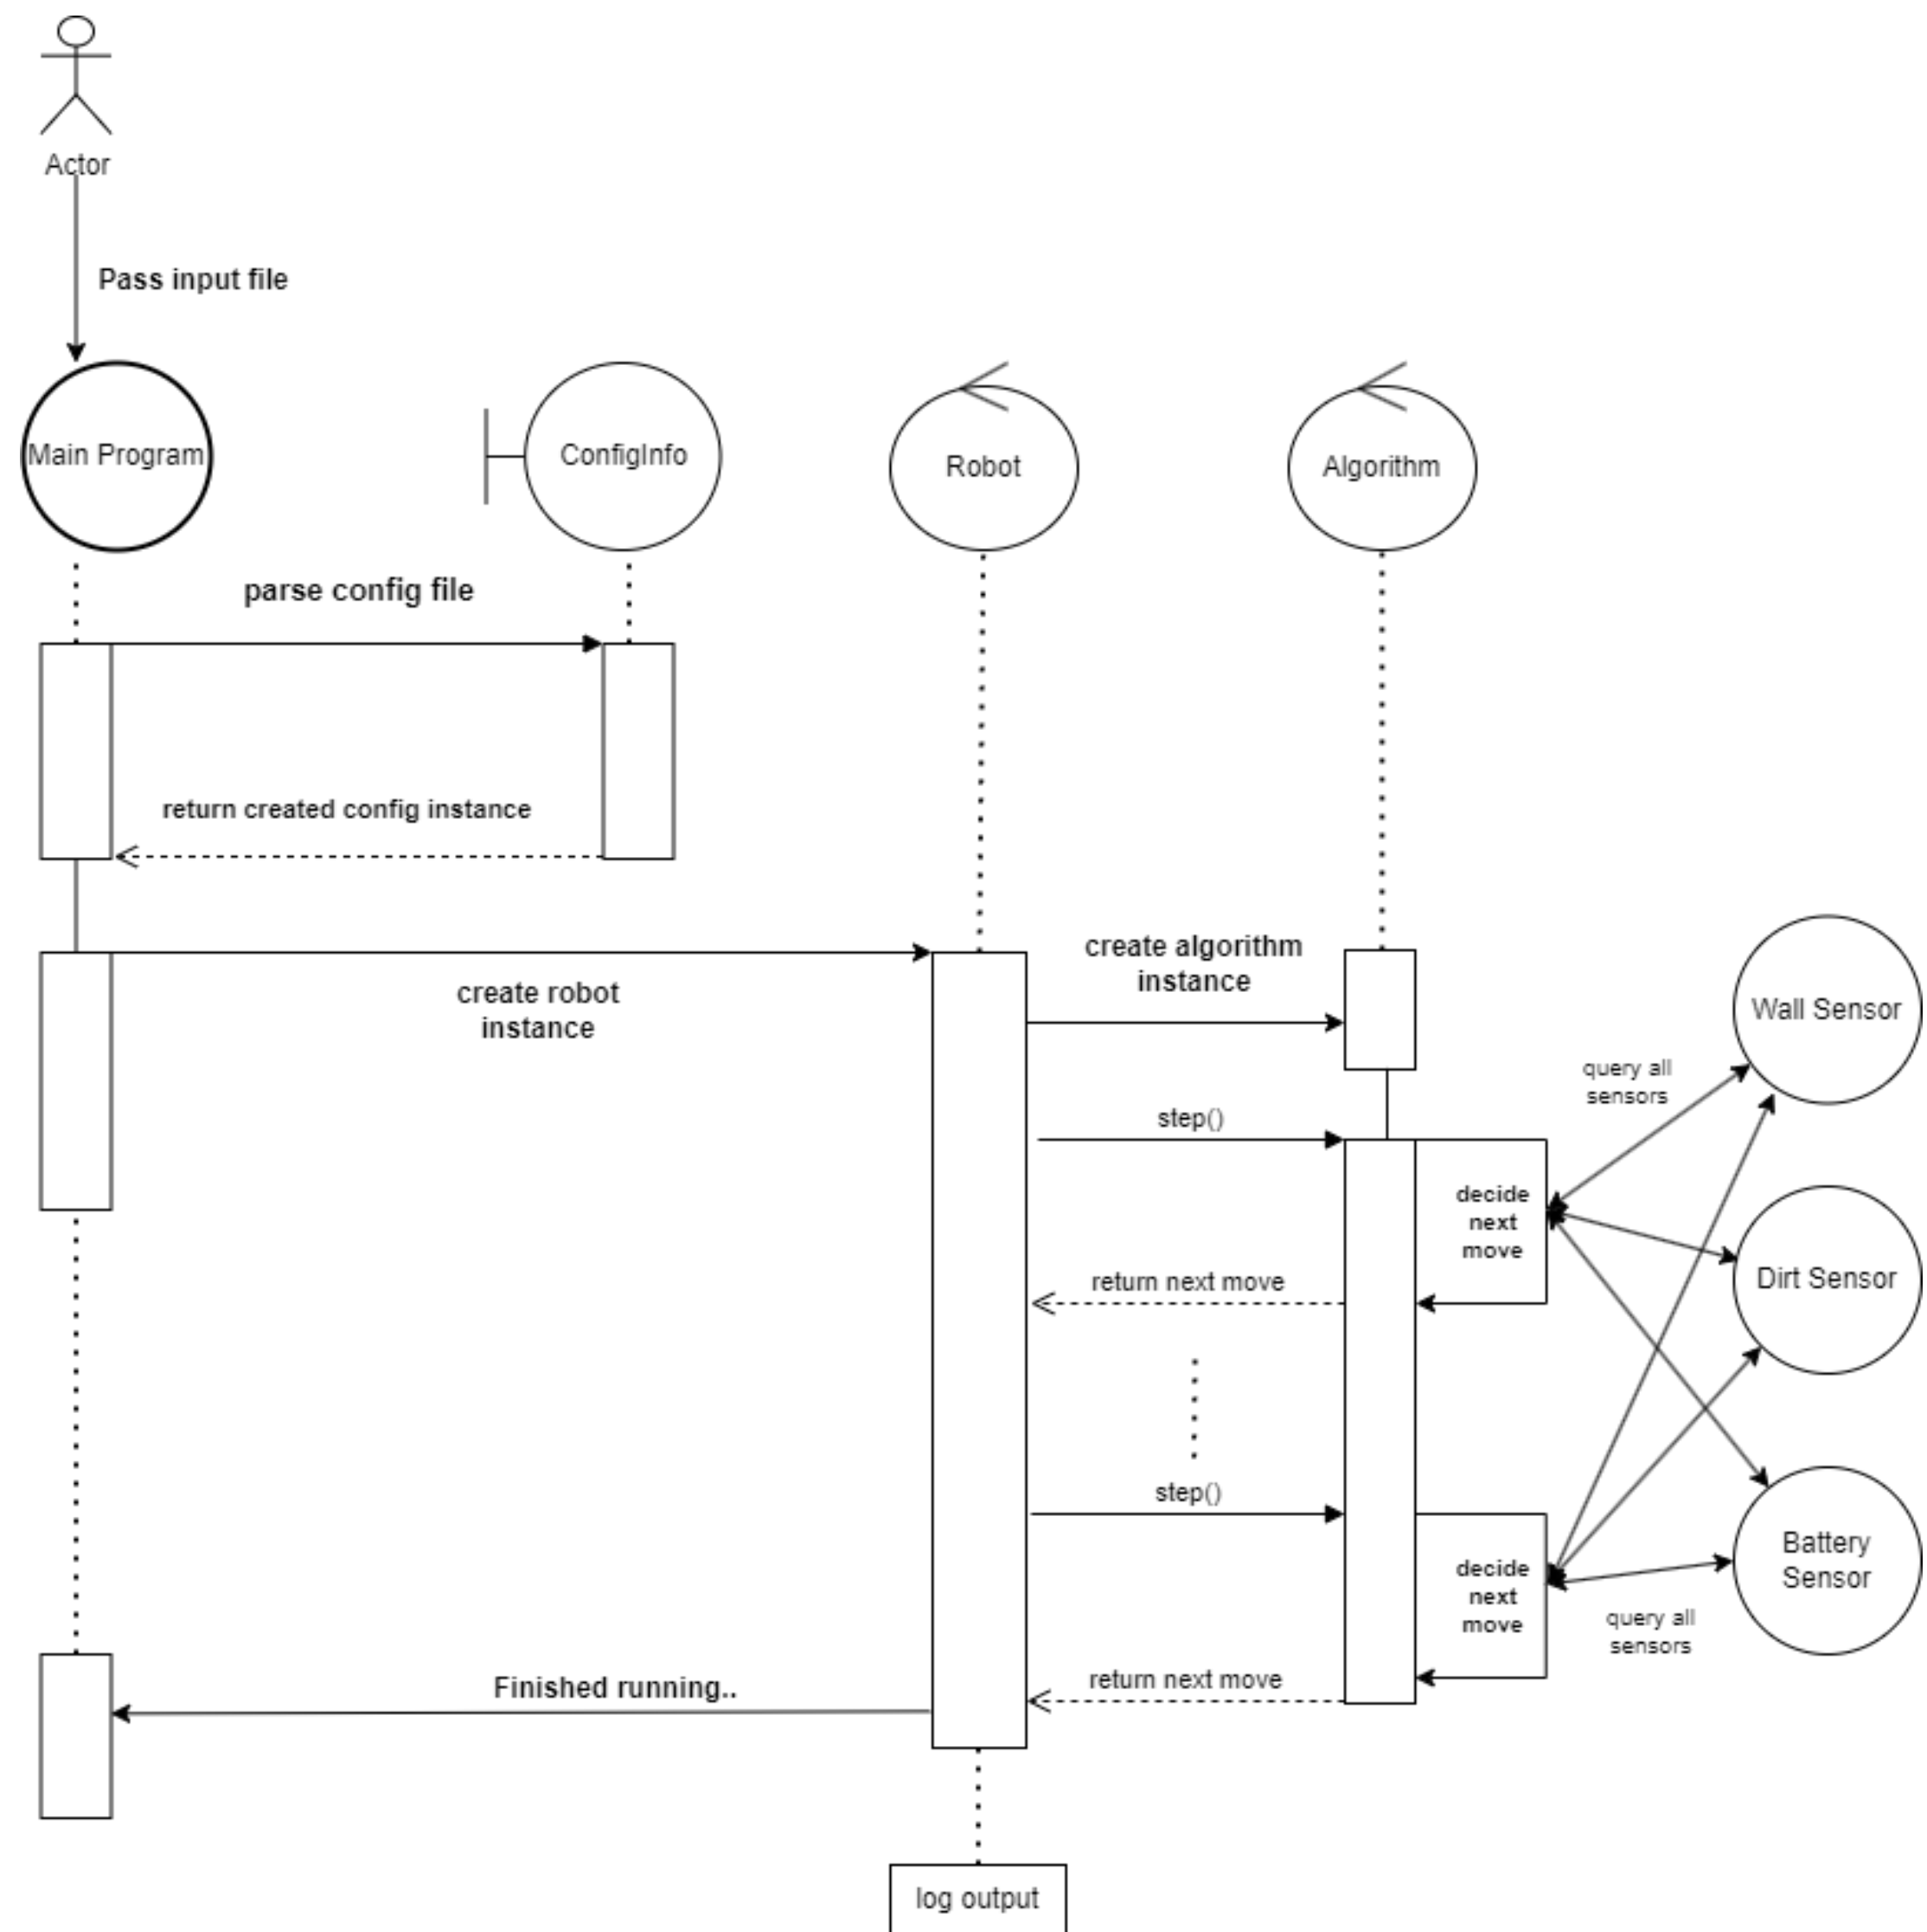 Actor
Pass input file
Main Program
ConfigInfo
Robot
Algorithm
parse config file
return created config instance
create robot
instance
create algorithm
instance
Wall Sensor
query all
sensors
step()
decide
next
move
Dirt Sensor
return next move
step()
decide
next
move
Battery
Sensor
query all
sensors
return next move
Finished running..
log output